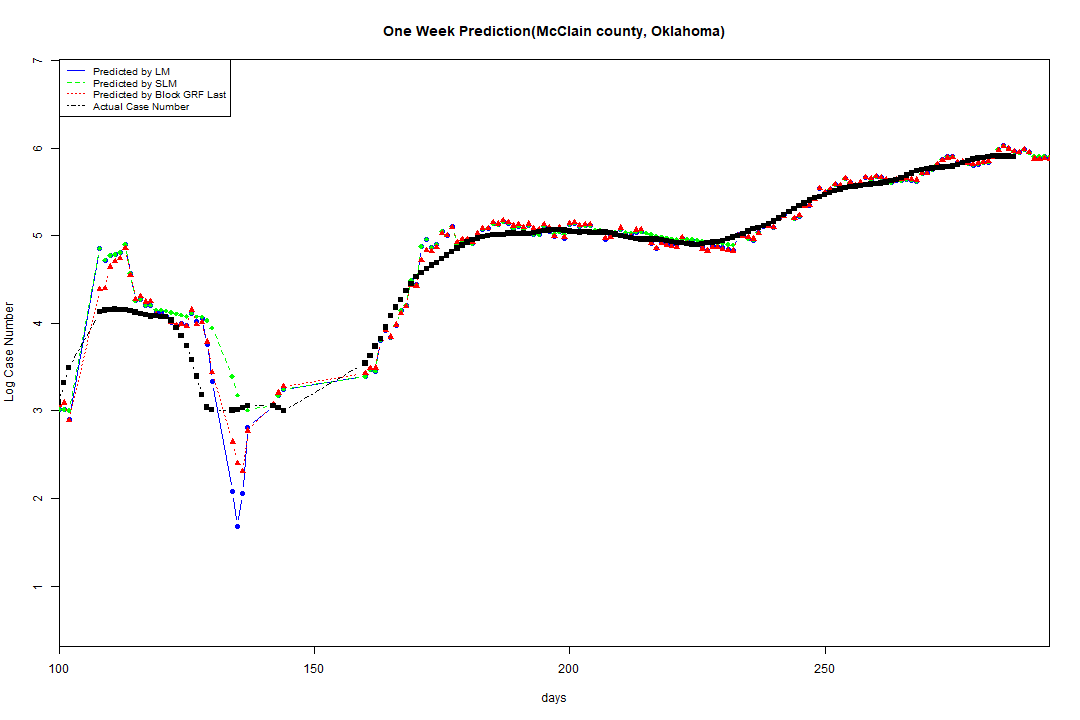 One Week Prediction(McClain county, Oklahoma)
Predicted by LM
Predicted by SLM
Predicted by Block GRF Last
Actual Case Number
7
6
5
4
3
2
1
Log Case Number
100 150 200 250
days